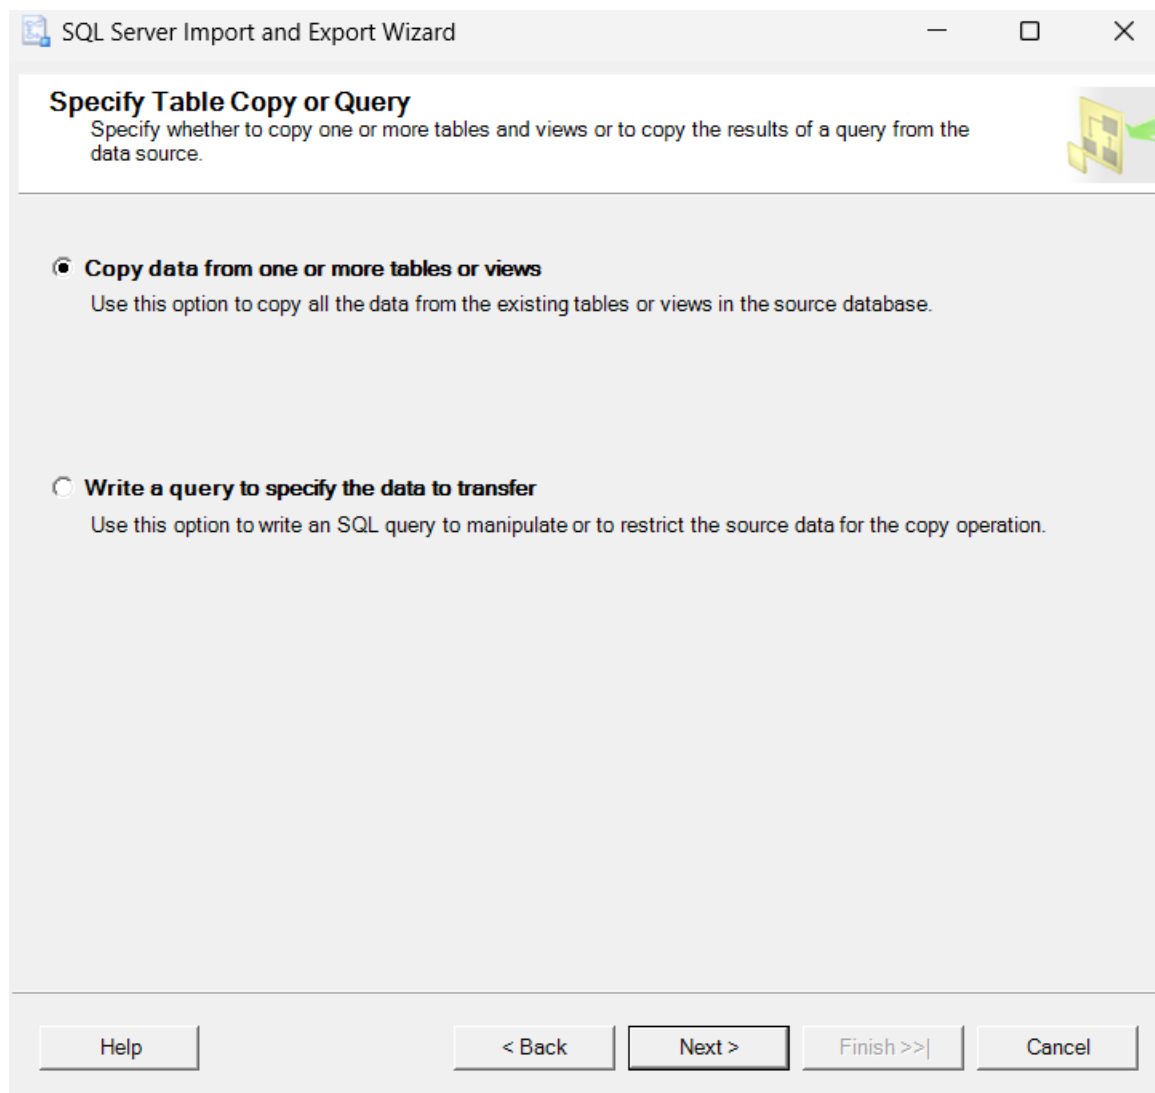 SQL Server Import and Export Wizard
Specify Table Copy or Query
Specify whether to copy one or more tables and views or to copy the results of a query from the
data source.
Copy data from one or more tables or views
Use this option to copy all the data from the existing tables or views in the source database.
Write a query to specify the data to transfer
Use this option to write an SQL query to manipulate or to restrict the source data for the copy operation.
Help
< Back
Next >
Finish >>|
Cancel